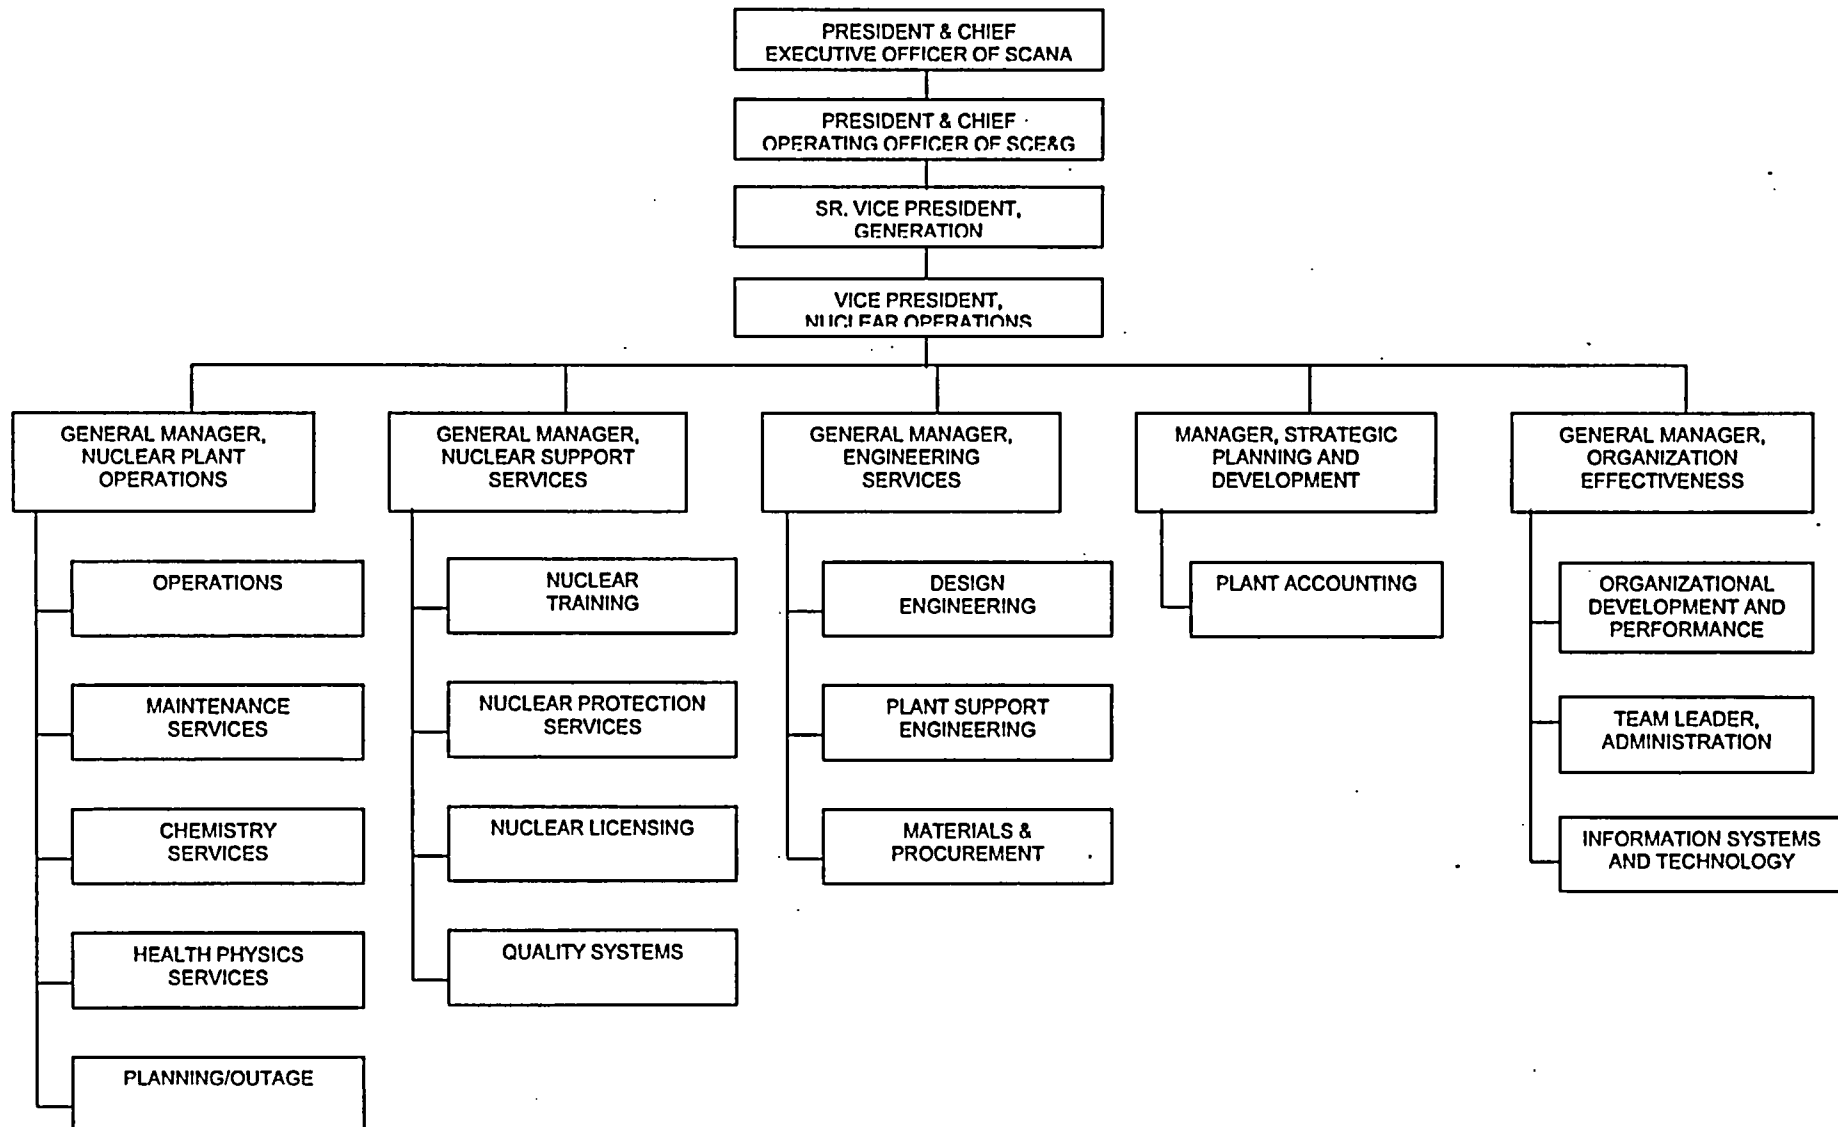 PRESIDENT & CHIEF
EXECUTIVE OFFICER OF SCANA
PRESIDENT & CHIEF
OPERATING OFFICER OF SCE&G
SR. VICE PRESIDENT,
GENERATION
VICE PRESIDENT,
NUCLEAR OPERATIONS
GENERAL MANAGER,
NUCLEAR PLANT
OPERATIONS
OPERATIONS
MAINTENANCE
SERVICES
CHEMISTRY
SERVICES
HEALTH PHYSICS
SERVICES
PLANNING/OUTAGE
GENERAL MANAGER,
NUCLEAR SUPPORT
SERVICES
NUCLEAR
TRAINING
NUCLEAR PROTECTION
SERVICES
NUCLEAR LICENSING
QUALITY SYSTEMS
GENERAL MANAGER,
ENGINEERING
SERVICES
DESIGN
ENGINEERING
PLANT SUPPORT
ENGINEERING
MATERIALS &
PROCUREMENT
MANAGER, STRATEGIC
PLANNING AND
DEVELOPMENT
PLANT ACCOUNTING
GENERAL MANAGER,
ORGANIZATION
EFFECTIVENESS
ORGANIZATIONAL
DEVELOPMENT AND
PERFORMANCE
TEAM LEADER,
ADMINISTRATION
INFORMATION SYSTEMS
AND TECHNOLOGY